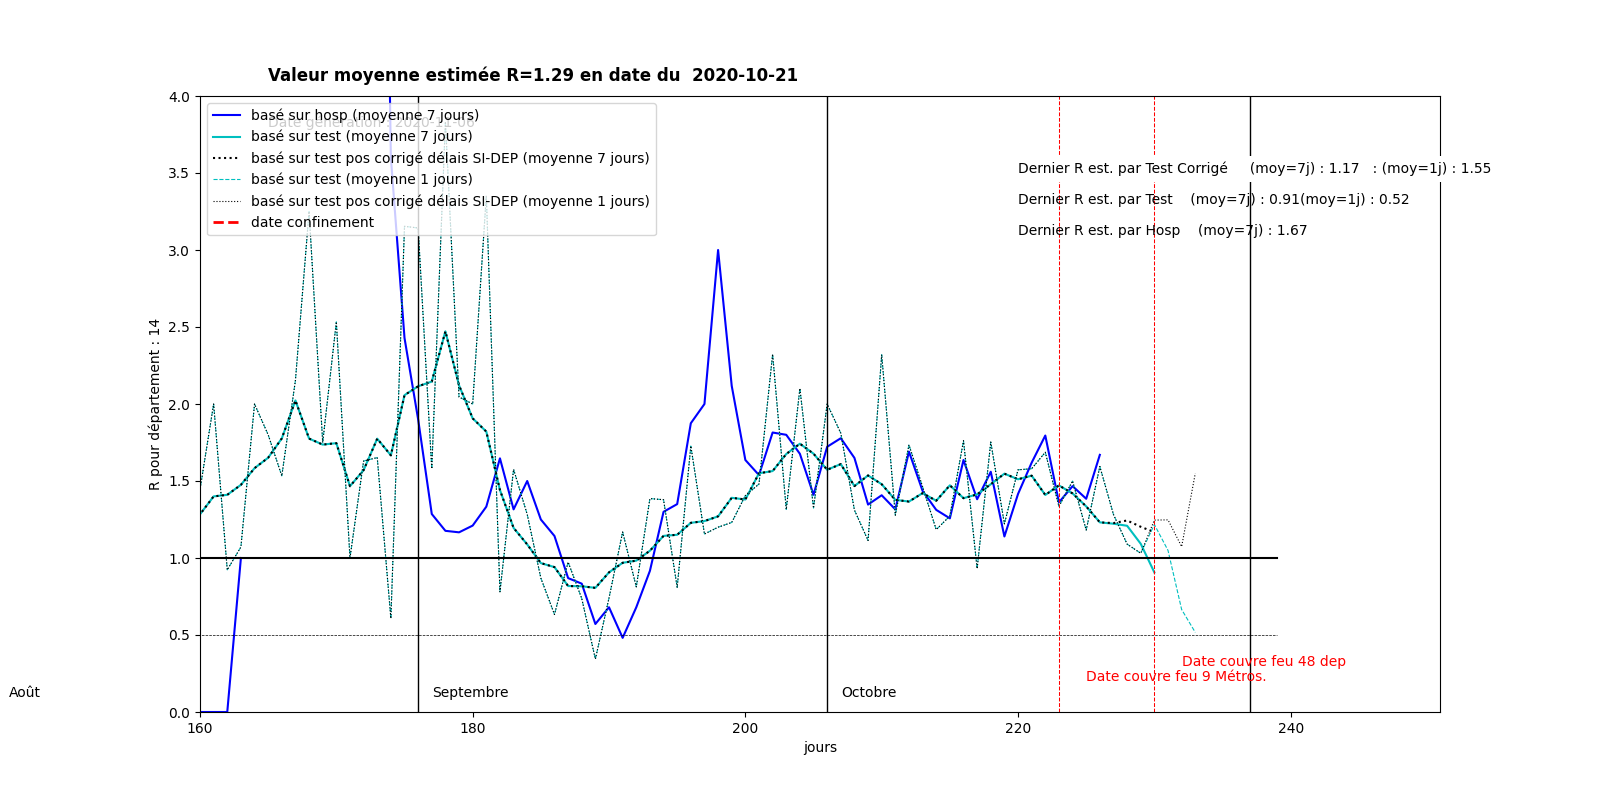 Valeur moyenne estimée R=1.29 en date du  2020-10-21
Date génération : 2020-11-06
basé sur hosp (moyenne 7 jours)
basé sur test (moyenne 7 jours)
basé sur test pos corrigé délais SI-DEP (moyenne 7 jours)
basé sur test (moyenne 1 jours)
basé sur test pos corrigé délais SI-DEP (moyenne 1 jours)
date confinement
Dernier R est. par Test Corrigé (moy=7j) : 1.17 : (moy=1j) : 1.55
Dernier R est. par Test (moy=7j) : 0.91(moy=1j) : 0.52
Dernier R est. par Hosp (moy=7j) : 1.67
R pour département : 14
4.0
3.5
3.0
2.5
2.0
1.5
1.0
0.5
0.0
Date couvre feu 48 dep
Date couvre feu 9 Métros.
Août
Septembre
Octobre
160 180 200 220 240
jours